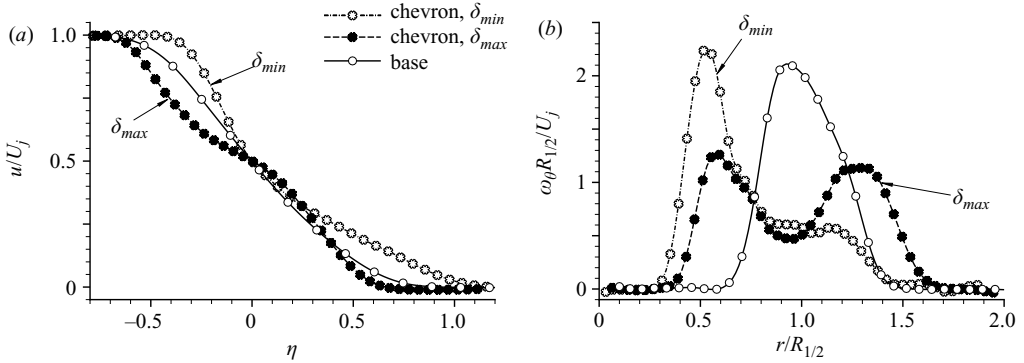 (a)
chevron, δmin
chevron, δmax
base
(b)
1.0
0.5
0
u/Uj
δmin
δmax
−0.5
0
0.5
1.0
η
2
1
0
ωθR1/2/Uj
δmin
δmax
0
0.5
1.0
1.5
2.0
r/R1/2